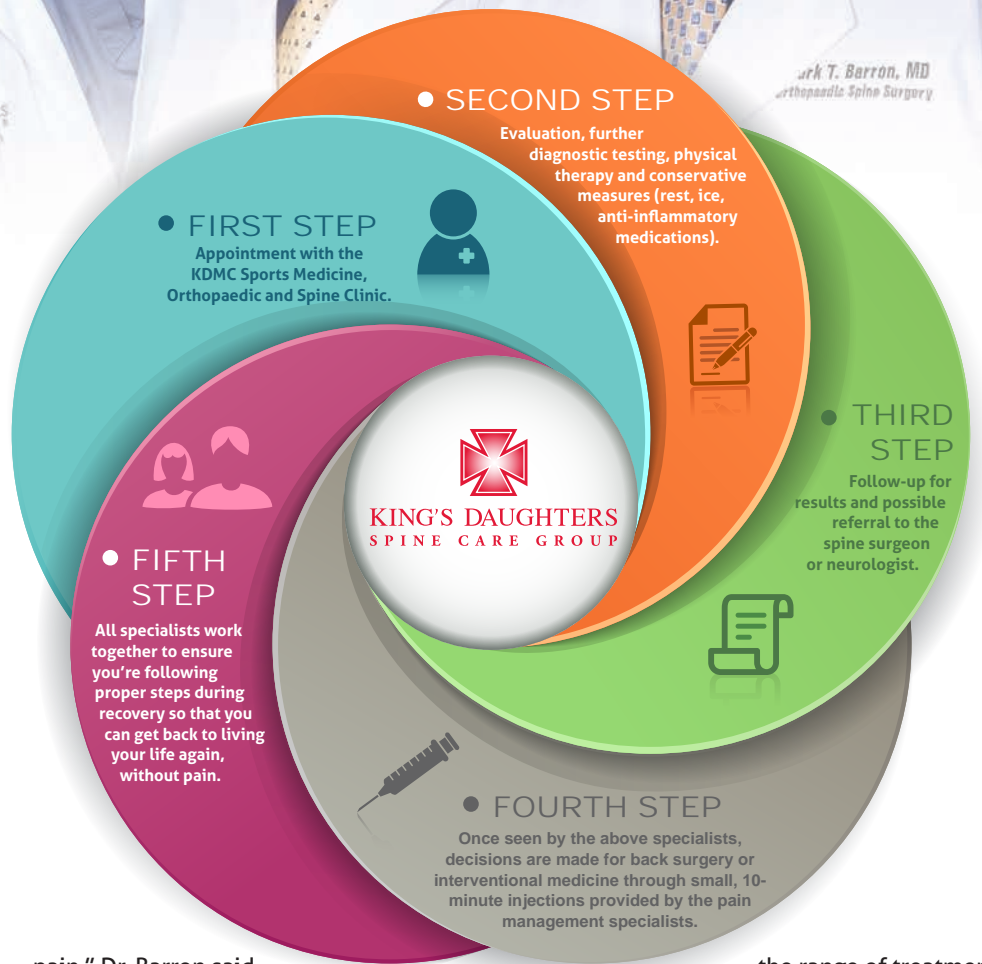 urk T. Barron, MD
rthopaedic Spine Surgery
SECOND STEP
Evaluation, further
diagnostic testing, physical
therapy and conservative
measures (rest, ice,
anti-inflammatory
medications).
FIRST STEP
Appointment with the
KDMC Sports Medicine,
Orthopaedic and Spine Clinic.
THIRD
STEP
Follow-up for
results and possible
referral to the
spine surgeon
or neurologist.
KING'S DAUGHTERS
SPINE CARE GROUP
FIFTH
STEP
All specialists work
together to ensure
you're following
proper steps during
recovery so that you
can get back to living
your life again,
without pain.
FOURTH STEP
Once seen by the above specialists,
decisions are made for back surgery or
interventional medicine through small, 10-
minute injections provided by the pain
management specialists.
pain," Dr. Barron said
the range of treatmen